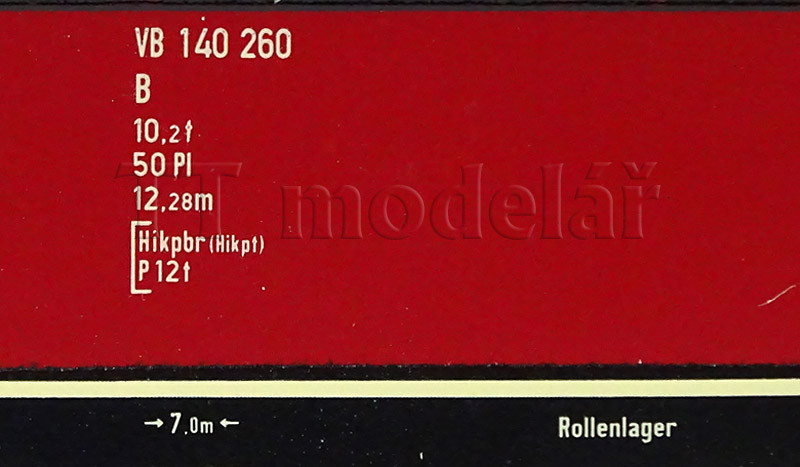 VB 140 260
B
10,2t
50 Pl
TT modelář
12,28m
Hikpbr (Hikpt)
P 12t
→7,0m←
Rollenlager